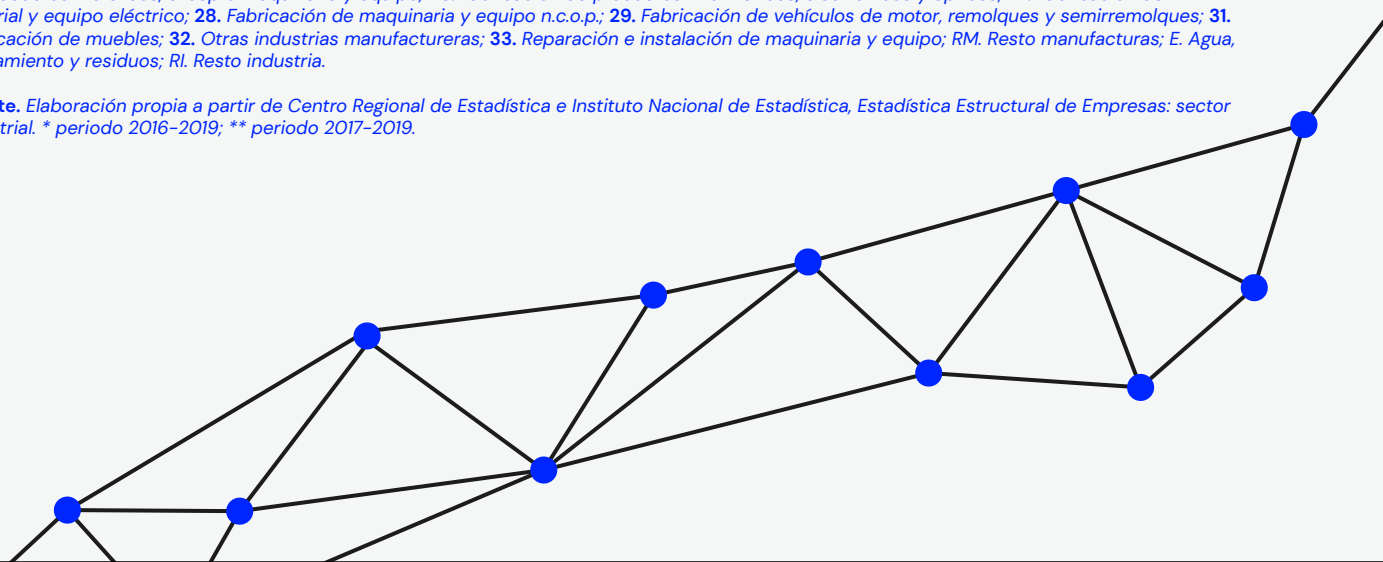 rial y equipo eléctrico; 28. Fabricación de maquinaria y equipo n.c.o.p.; 29. Fabricación de vehículos de motor, remolques y semirremolques; 31.
cación de muebles; 32. Otras industrias manufactureras; 33. Reparación e instalación de maquinaria y equipo; RM. Resto manufacturas; E. Agua,
amiento y residuos; RI. Resto industria.
te. Elaboración propia a partir de Centro Regional de Estadística e Instituto Nacional de Estadística, Estadística Estructural de Empresas: sector
trial. * periodo 2016-2019; ** periodo 2017-2019.